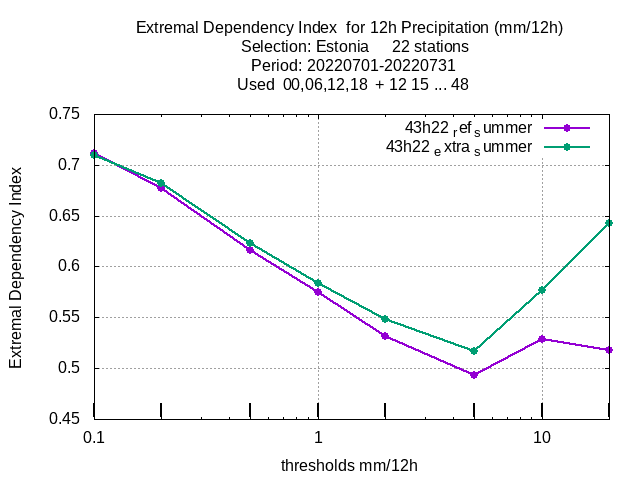 Extremal Dependency Index  for 12h Precipitation (mm/12h)
Selection: Estonia     22 stations
Period: 20220701-20220731
Used  00,06,12,18  + 12 15 ... 48
43h22 ref summer
43h22 extra summer
0.75
0.7
0.65
0.6
0.55
0.5
0.45
Extremal Dependency Index
0.1
1
10
thresholds mm/12h